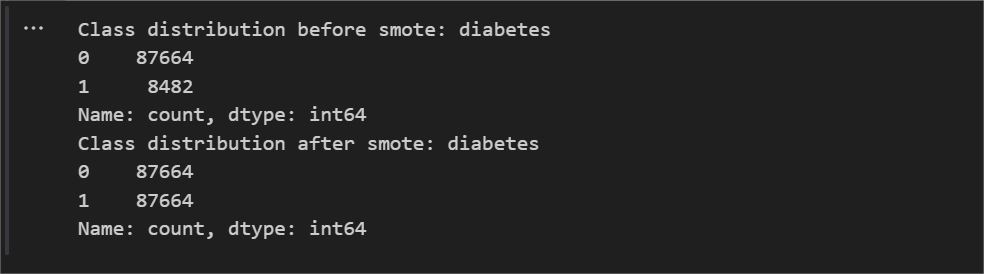 Class distribution before smote: diabetes
0    87664
1     8482
Name: count, dtype: int64
Class distribution after smote: diabetes
0    87664
1    87664
Name: count, dtype: int64